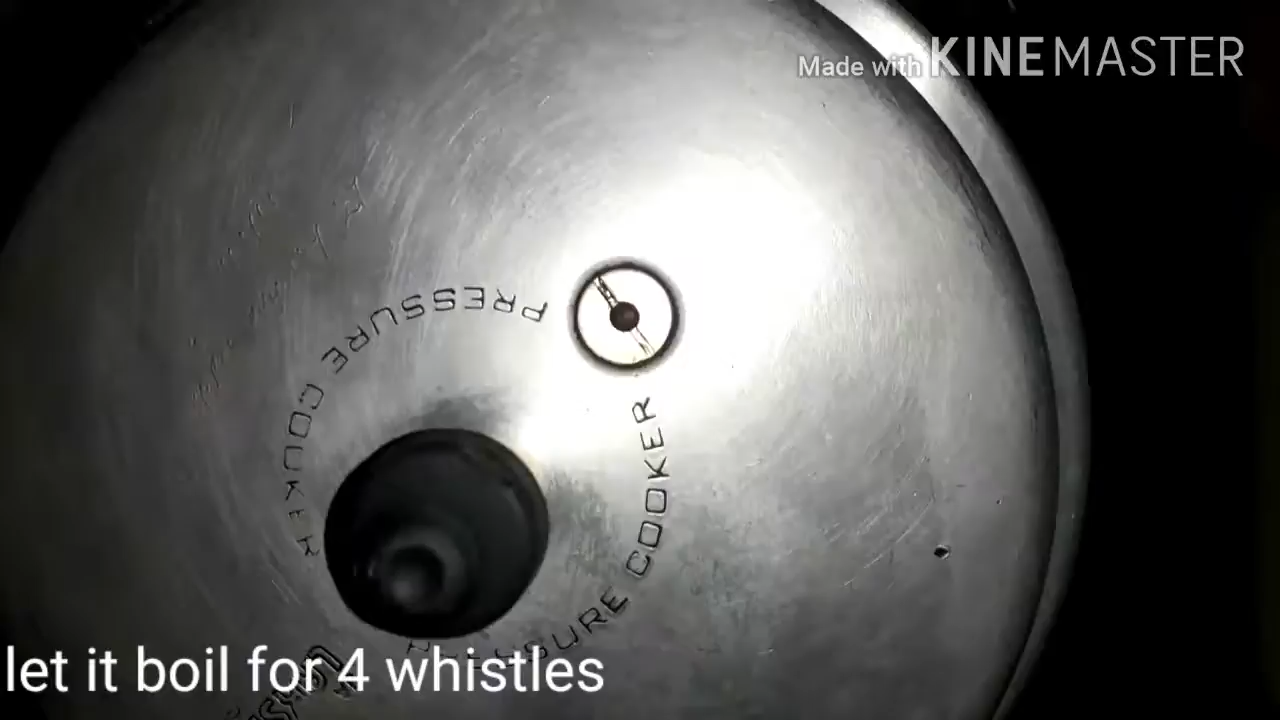 Made with KINEMASTER
PRESSURE COOKER
PRESSURE COOKER
let it boil for 4 whistles